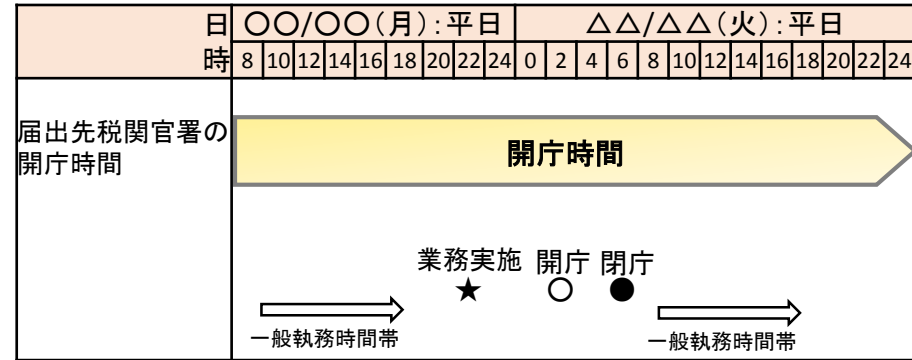 日 〇〇/〇〇(月):平日 △△/△△(火):平日
時 8 10 12 14 16 18 20 22 24 0 2 4 6 8 10 12 14 16 18 20 22 24
届出先税関官署の
開庁時間
開庁時間
業務実施 開庁 閉庁
★ ○ ●
一般執務時間帯 一般執務時間帯